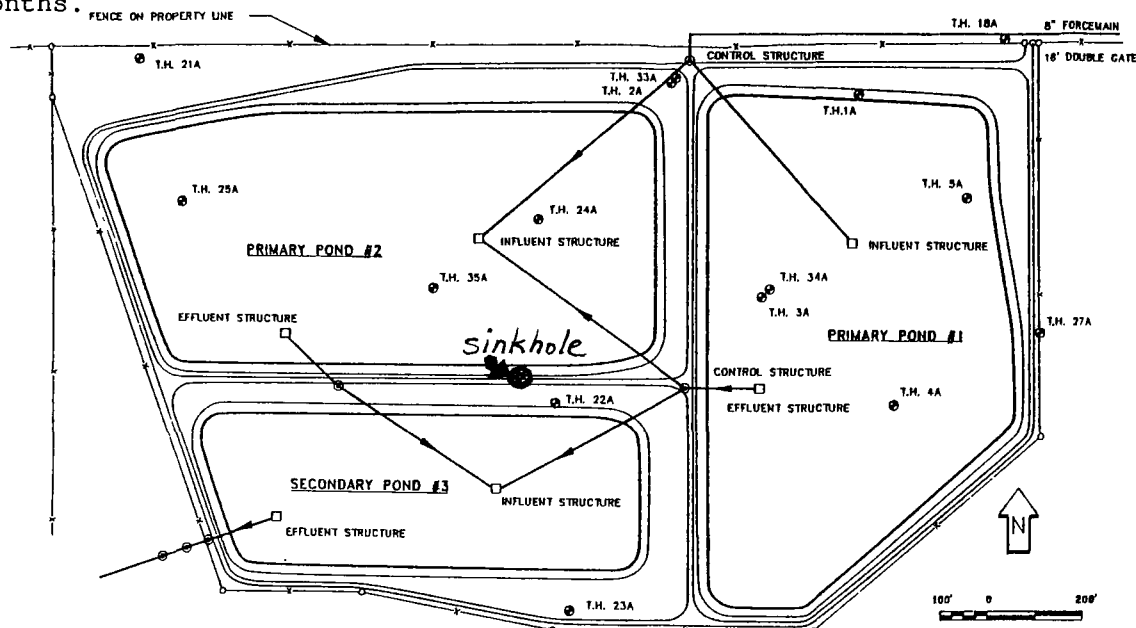 onths.
FENCE ON PROPERTY LINE
T.H. 18A
8" FORCEMAIN
16' DOUBLE GATE
T.H. 21A
CONTROL STRUCTURE
T.H. 33A
T.H. 2A
T.H.1A
T.H. 25A
T.H. 24A
T.H. 5A
PRIMARY POND #2
INFLUENT STRUCTURE
INFLUENT STRUCTURE
T.H. 35A
T.H. 34A
T.H. 3A
EFFLUENT STRUCTURE
T.H. 27A
PRIMARY POND #1
sinkhole
CONTROL STRUCTURE
T.H. 22A
EFFLUENT STRUCTURE
T.H. 4A
SECONDARY POND #3
INFLUENT STRUCTURE
EFFLUENT STRUCTURE
N
T.H. 23A
100' 0 200'